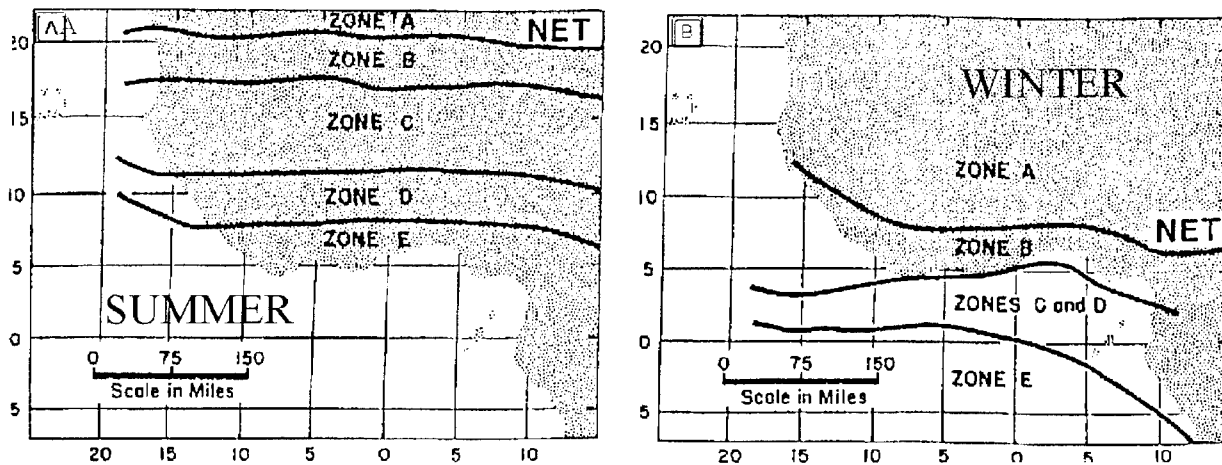 A
ZONE A
NET
20
ZONE B
15
ZONE C
10
ZONE D
ZONE E
5
SUMMER
0
0 75 150
Scale in Miles
5
20 15 10 5 0 5 10
B
20
WINTER
15
ZONE A
10
NET
ZONE B
5
ZONES C and D
0
0 75 150
ZONE E
Scale in Miles
5
20 15 10 5 0 5 10